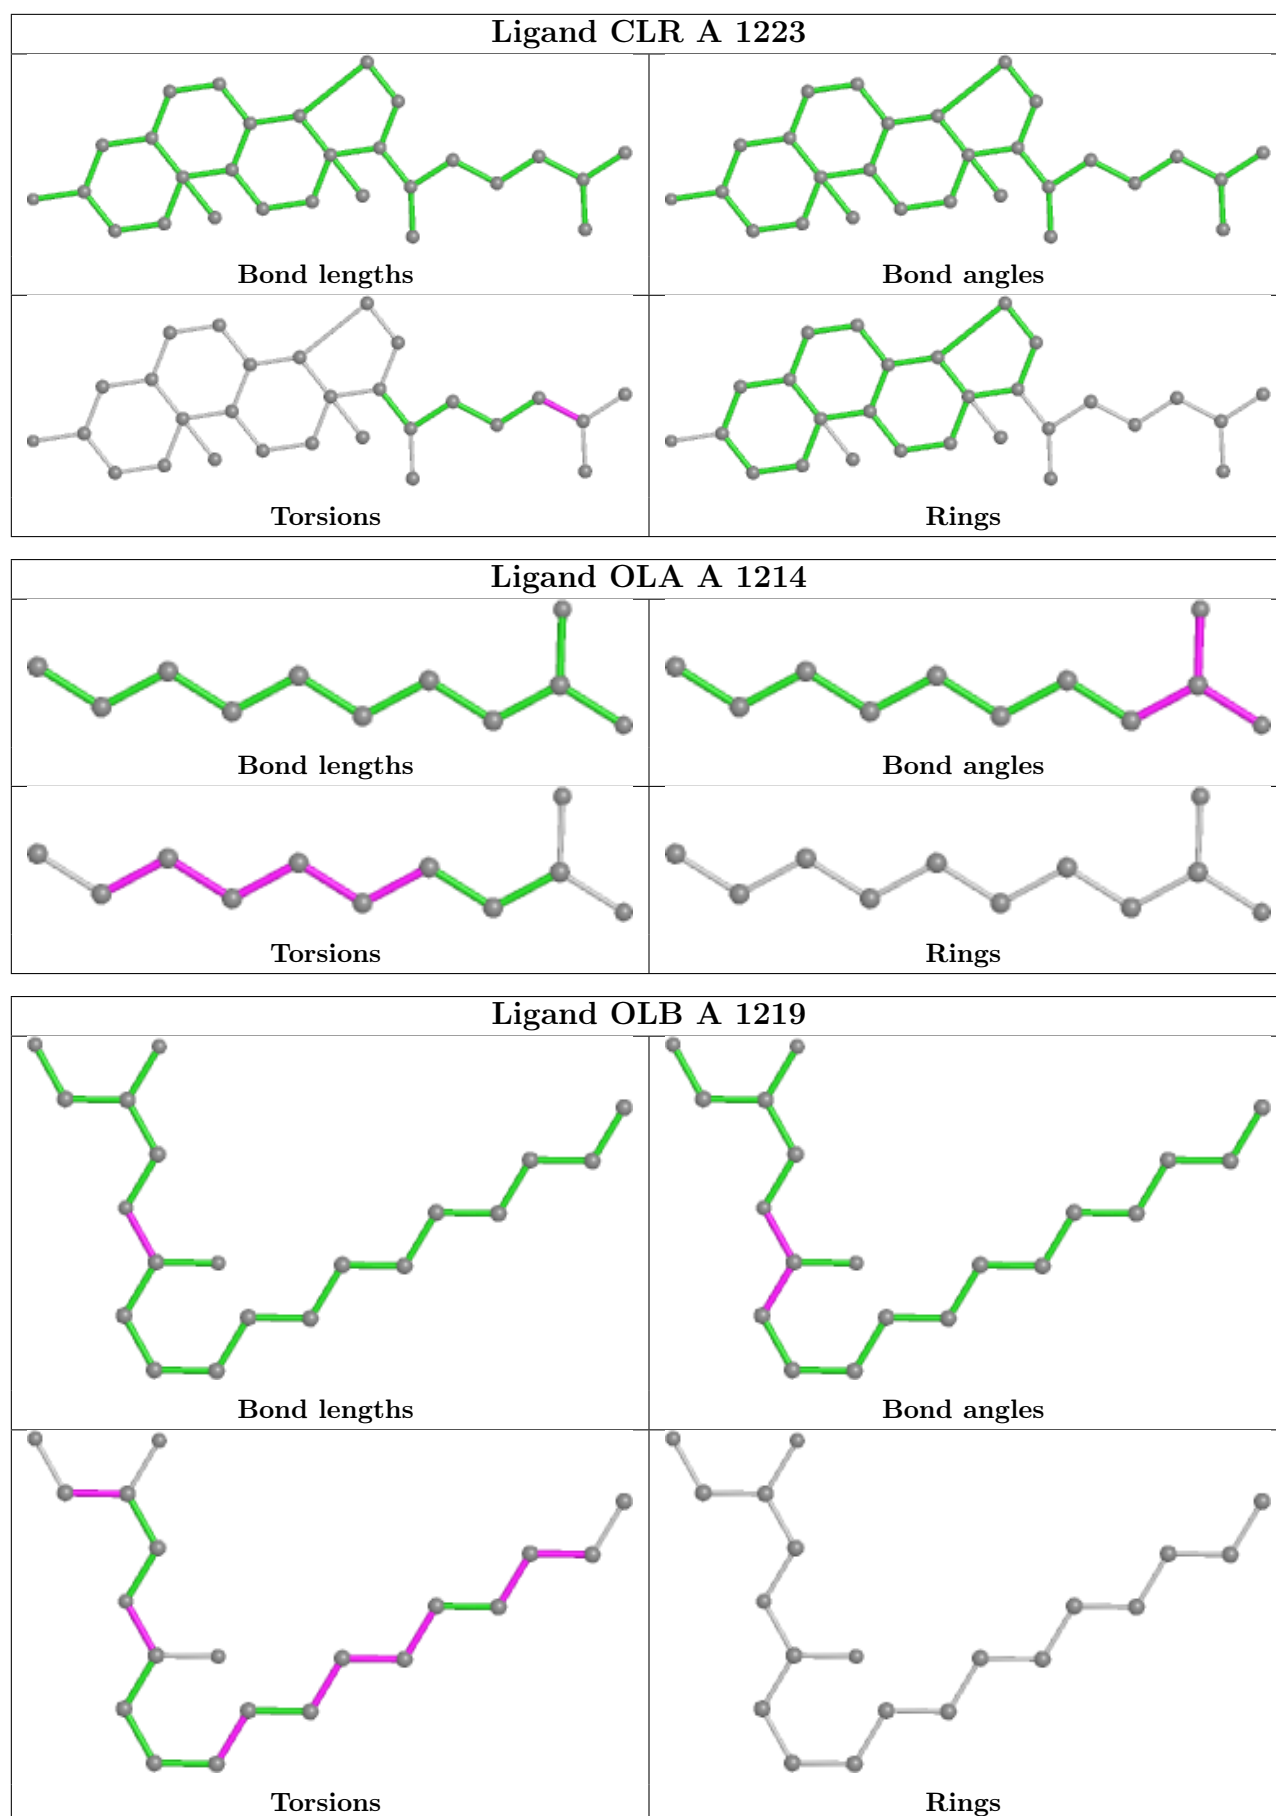 Ligand CLR A 1223
Bond lengths
Bond angles
Torsions
Rings
Ligand OLA A 1214
Bond lengths
Bond angles
Torsions
Rings
Ligand OLB A 1219
Bond lengths
Bond angles
Torsions
Rings